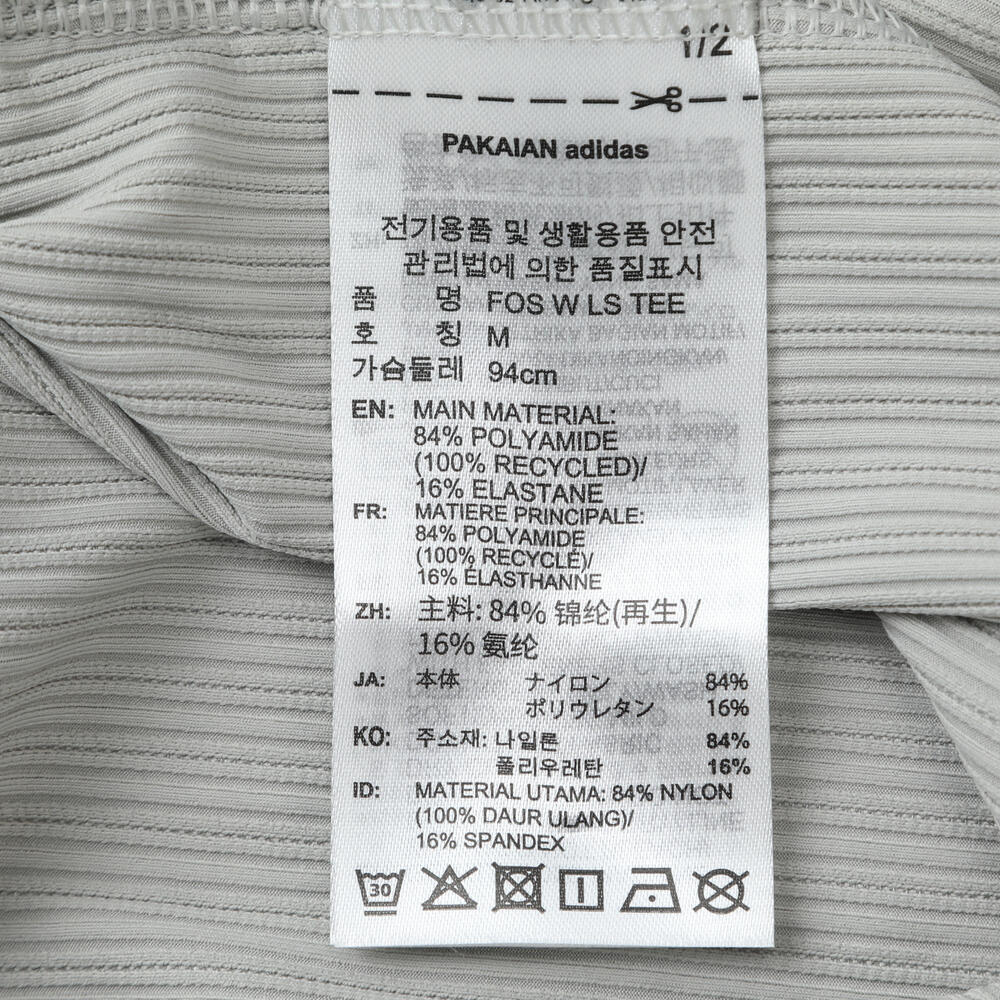 1/2
PAKAIAN adidas
전기용품 및 생활용품 안전
관리법에 의한 품질표시
품 명 FOS W LS TEE
호 칭 M
가슴둘레 94cm
EN: MAIN MATERIAL:
84% POLYAMIDE
(100% RECYCLED)/
16% ELASTANE
FR: MATIERE PRINCIPALE:
84% POLYAMIDE
(100% RECYCLÉ)/
16% ÉLASTHANNE
ZH: 主料: 84% 锦纶(再生)/
16% 氨纶
JA: 本体 ナイロン 84%
ポリウレタン 16%
KO: 주소재: 나일론 84%
폴리우레탄 16%
ID: MATERIAL UTAMA: 84% NYLON
(100% DAUR ULANG)/
16% SPANDEX
30